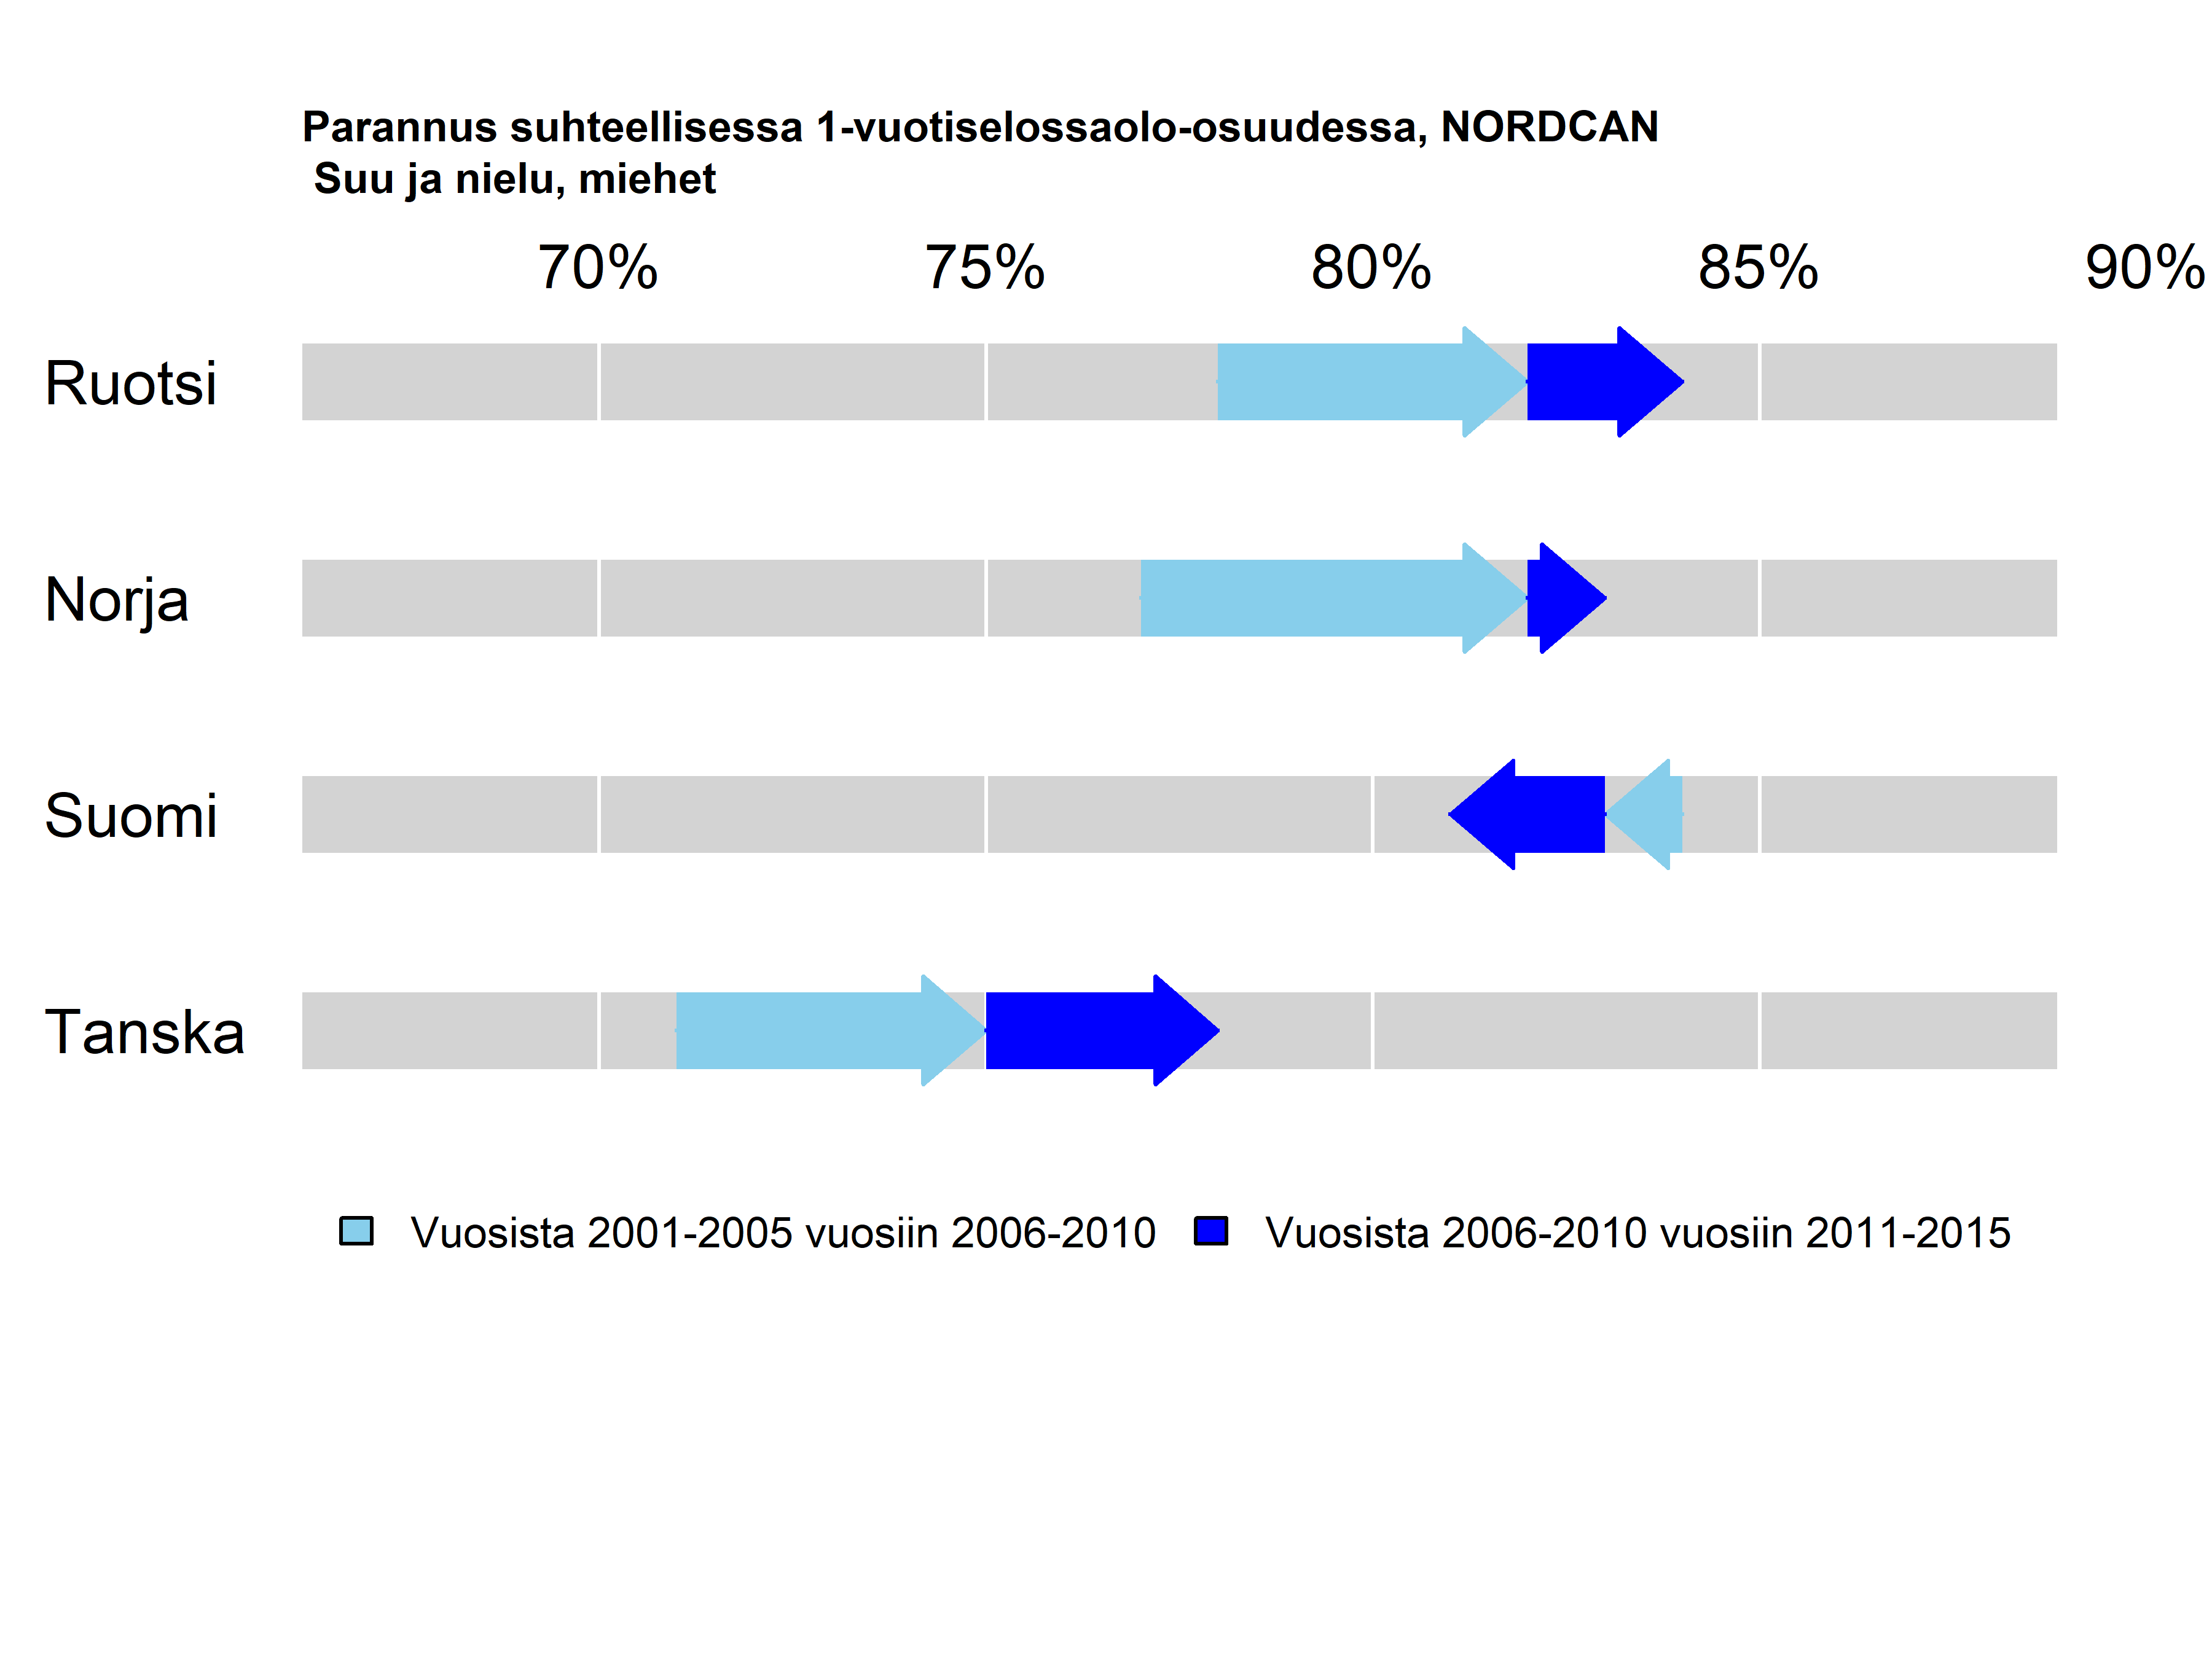 Parannus suhteellisessa 1-vuotiselossaolo-osuudessa, NORDCAN
Suu ja nielu, miehet
70% 75% 80% 85% 90%
Ruotsi
Norja
Suomi
Tanska
Vuosista 2001-2005 vuosiin 2006-2010 Vuosista 2006-2010 vuosiin 2011-2015